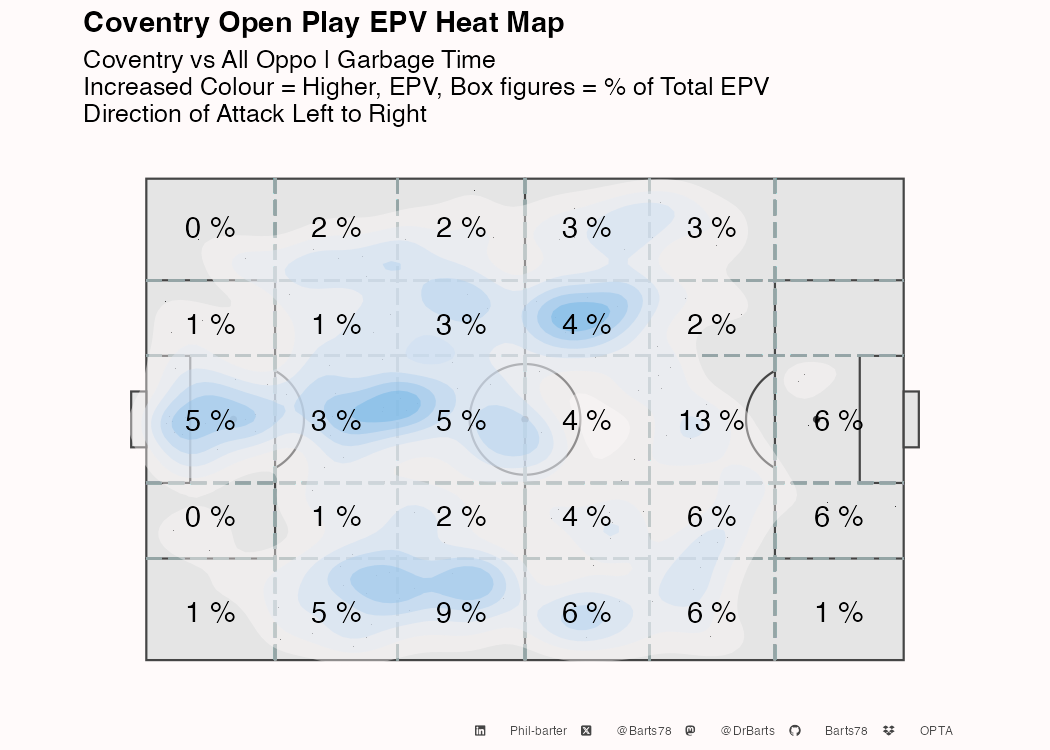 Coventry Open Play EPV Heat Map
Coventry vs All Oppo | Garbage Time
Increased Colour = Higher, EPV, Box figures = % of Total EPV
Direction of Attack Left to Right
0 % 2 % 2 % 3 % 3 %
1 % 1 % 3 % 4 % 2 %
5 % 3 % 5 % 4 % 13 % 6 %
0 % 1 % 2 % 4 % 6 % 6 %
1 % 5 % 9 % 6 % 6 % 1 %
Phil-barter @Barts78 @DrBarts Barts78 OPTA